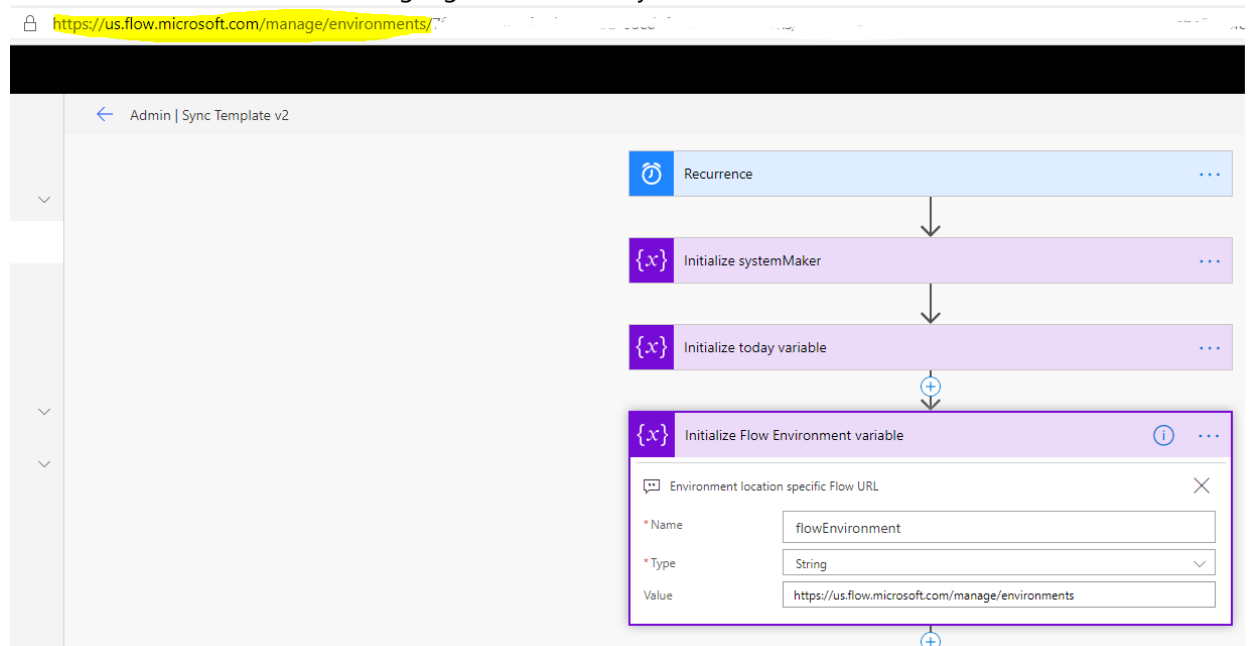 https://us.flow.microsoft.com/manage/environments/
Admin | Sync Template v2
Recurrence
{x} Initialize systemMaker
{x} Initialize today variable
{x} Initialize Flow Environment variable
Environment location specific Flow URL
* Name flowEnvironment
* Type String
Value https://us.flow.microsoft.com/manage/environments